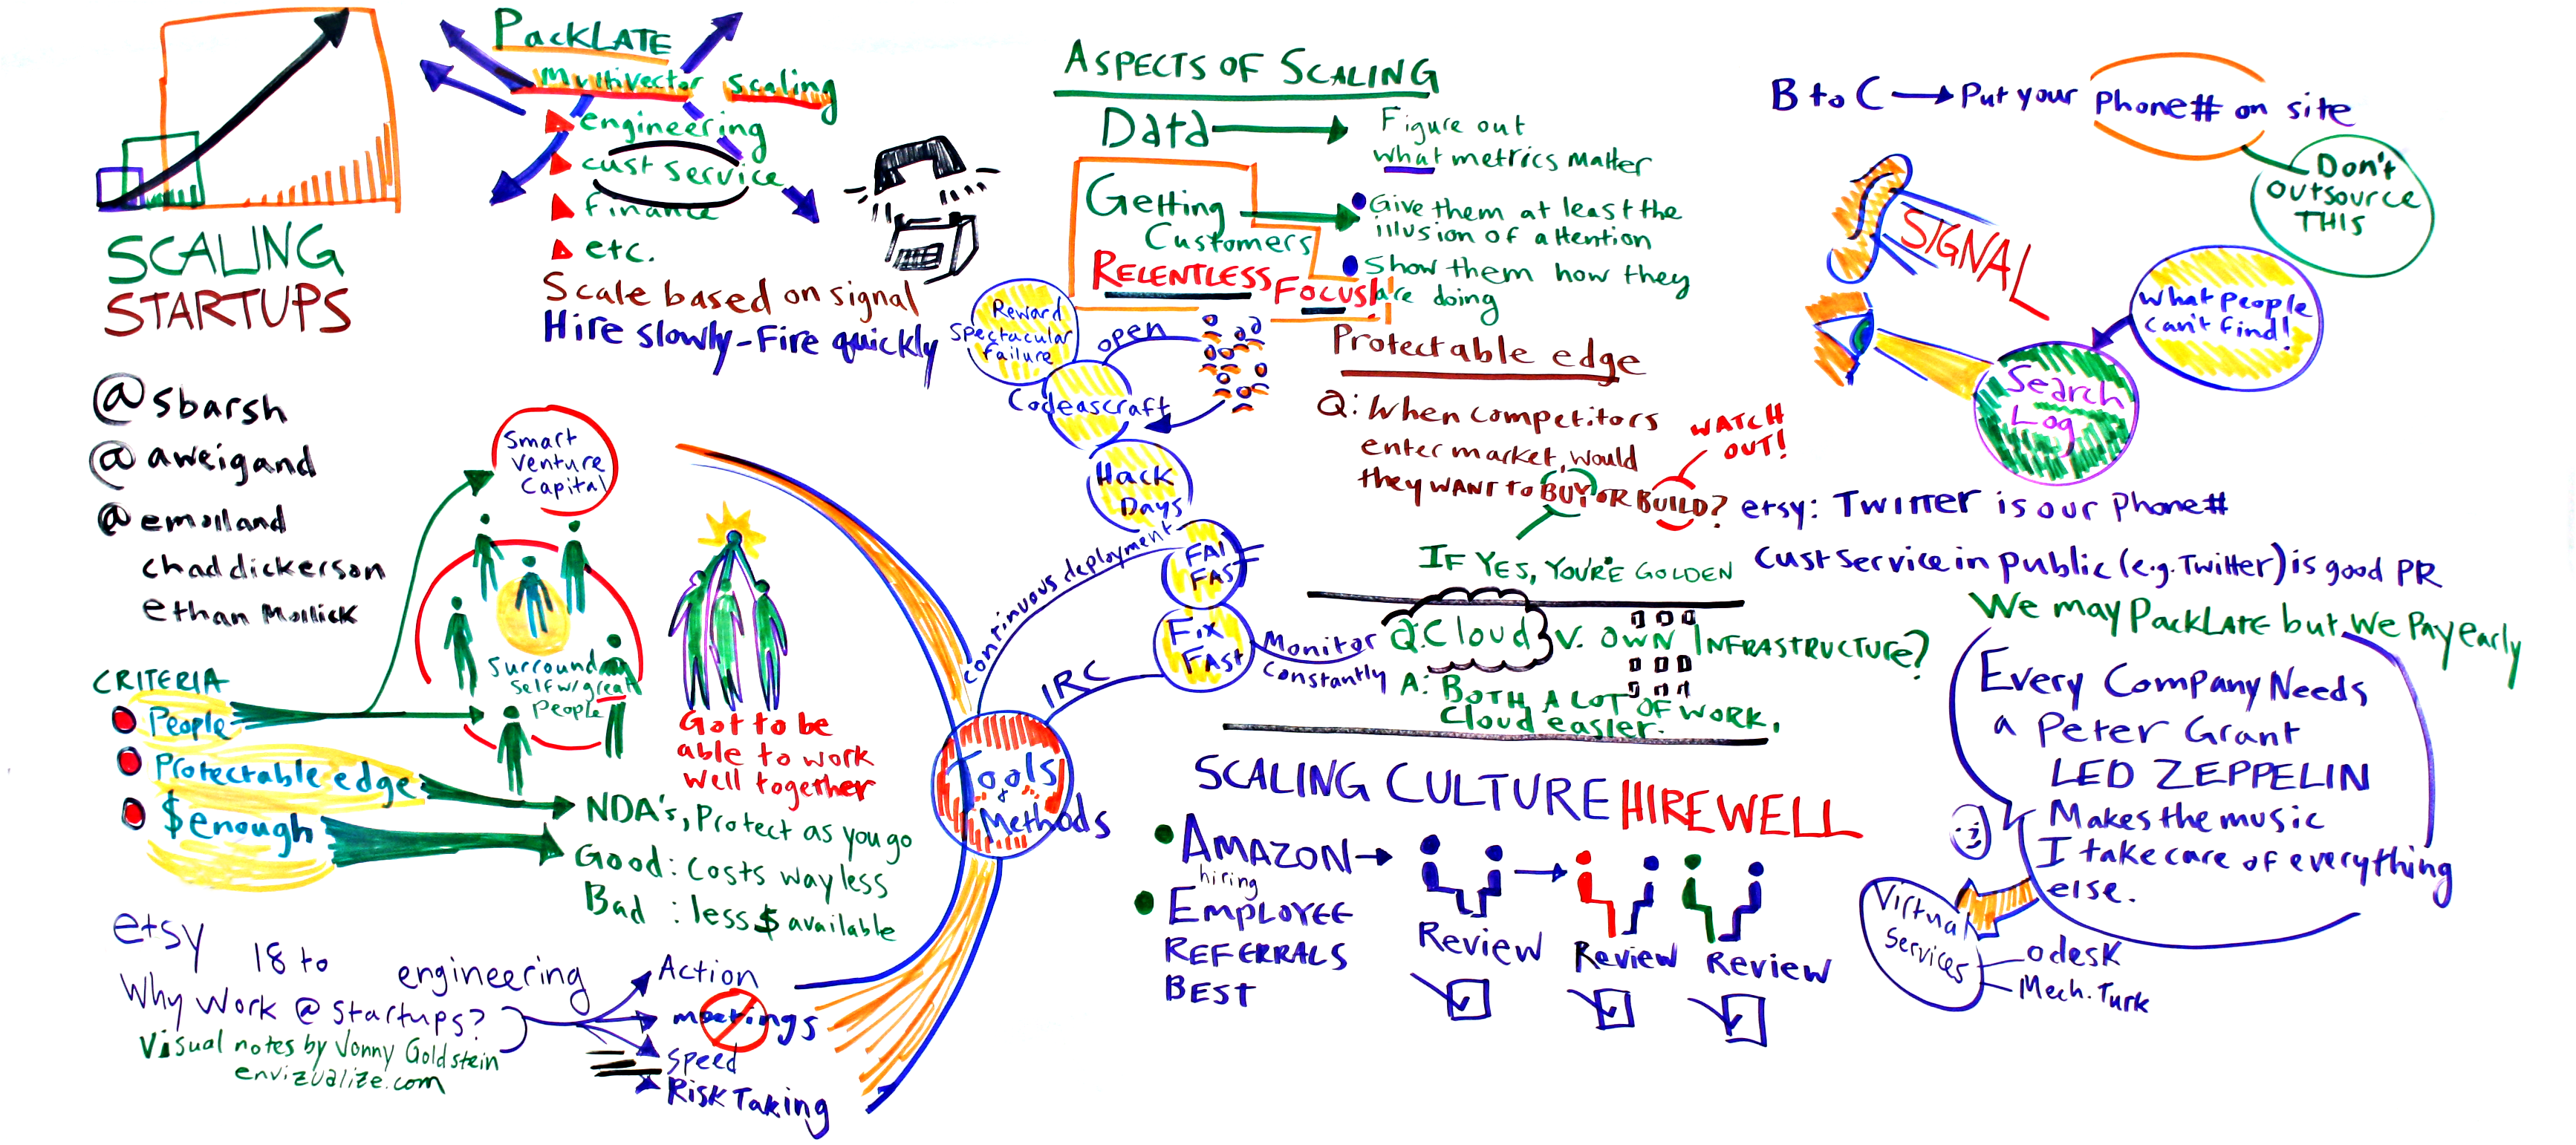 SCALING
STARTUPS
@sbarsh
@aweigand
@emolland
chaddickerson
ethan Mollick
PackLATE
Multivector scaling
engineering
cust service
finance
etc.
Scale based on signal
Hire slowly - Fire quickly
CRITERIA
People
Protectable edge
$enough
Smart
Venture
Capital
Surround
Self w/great
People
Got to be
able to work
well together
NDA's, Protect as you go
Good: Costs way less
Bad : less $ available
etsy 18 to engineering
Why Work @ Startups?
Action
meetings
Speed
Risk Taking
Visual notes by Jonny Goldstein
envizualize.com
Tools
&
Methods
continuous deployment
IRC
Reward
Spectacular
failure
open
Codeascraft
Hack
Days
FAIL
FAST
Fix
FAST
Monitor
Constantly
ASPECTS OF SCALING
Data
Figure out
what metrics Matter
Getting
Customers
RELENTLESS
FOCUS!
Give them at least the
illusion of attention
Show them how they
are doing
Protectable edge
Q: When competitors
enter market, would
they WANT to BUY OR BUILD?
WATCH
OUT!
IF YES, YOU'RE GOLDEN
Q: Cloud V. OWN INFRASTRUCTURE?
A: BOTH A LOT OF WORK.
Cloud easier.
SCALING CULTURE HIRE WELL
AMAZON
hiring
EMPLOYEE
REFERRALS
BEST
Review
Review
Review
B to C
Put your Phone# on site
Don't
OUTSOURCE
THIS
SIGNAL
what people
can't find!
Search
Log
etsy: TWITTER is our Phone#
Cust Service in public (e.g. Twitter) is good PR
We may PackLATE but We Pay early
Every Company Needs
a Peter Grant
LED ZEPPELIN
Makes the music
I take care of everything
else.
Virtual
Services
odesk
Mech. Turk